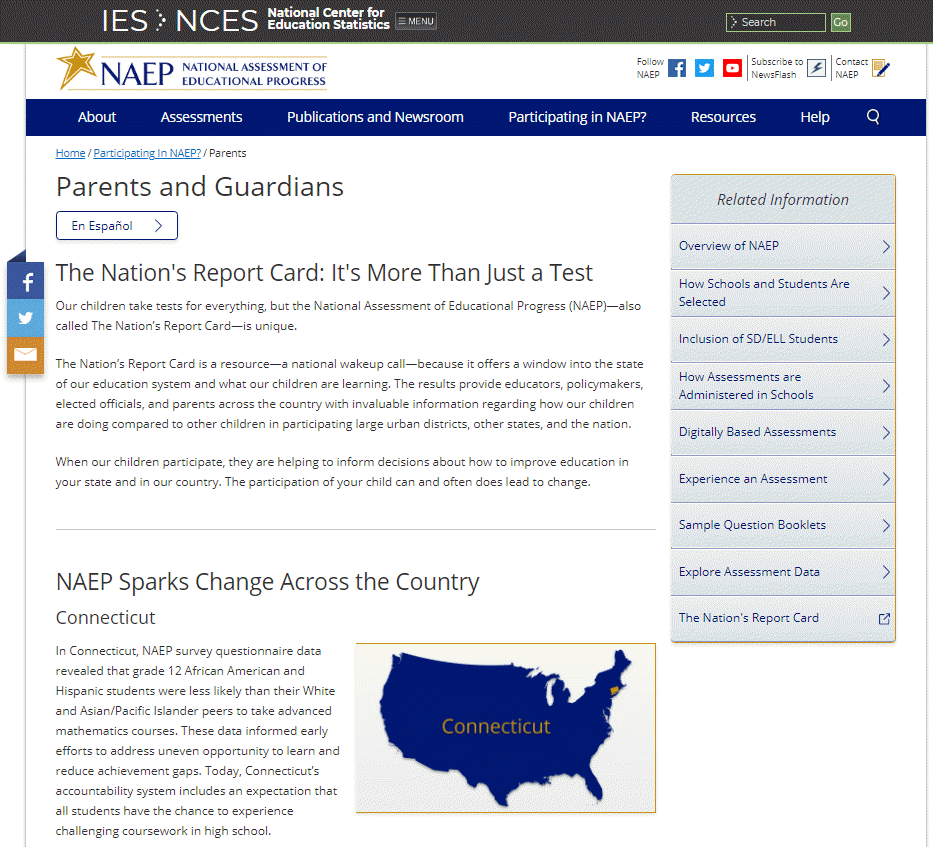 IES NCES National Center for
Education Statistics
MENU
Search
Go
NAEP NATIONAL ASSESSMENT OF
EDUCATIONAL PROGRESS
Follow
NAEP
Subscribe to
NewsFlash
Contact
NAEP
About
Assessments
Publications and Newsroom
Participating in NAEP?
Resources
Help
Home / Participating In NAEP? / Parents
Parents and Guardians
En Español
The Nation's Report Card: It's More Than Just a Test
Our children take tests for everything, but the National Assessment of Educational Progress (NAEP)—also
called The Nation's Report Card—is unique.
The Nation's Report Card is a resource—a national wakeup call—because it offers a window into the state
of our education system and what our children are learning. The results provide educators, policymakers,
elected officials, and parents across the country with invaluable information regarding how our children
are doing compared to other children in participating large urban districts, other states, and the nation.
When our children participate, they are helping to inform decisions about how to improve education in
your state and in our country. The participation of your child can and often does lead to change.
NAEP Sparks Change Across the Country
Connecticut
In Connecticut, NAEP survey questionnaire data
revealed that grade 12 African American and
Hispanic students were less likely than their White
and Asian/Pacific Islander peers to take advanced
mathematics courses. These data informed early
efforts to address uneven opportunity to learn and
reduce achievement gaps. Today, Connecticut's
accountability system includes an expectation that
all students have the chance to experience
challenging coursework in high school.
Connecticut
Related Information
Overview of NAEP
How Schools and Students Are
Selected
Inclusion of SD/ELL Students
How Assessments are
Administered in Schools
Digitally Based Assessments
Experience an Assessment
Sample Question Booklets
Explore Assessment Data
The Nation's Report Card